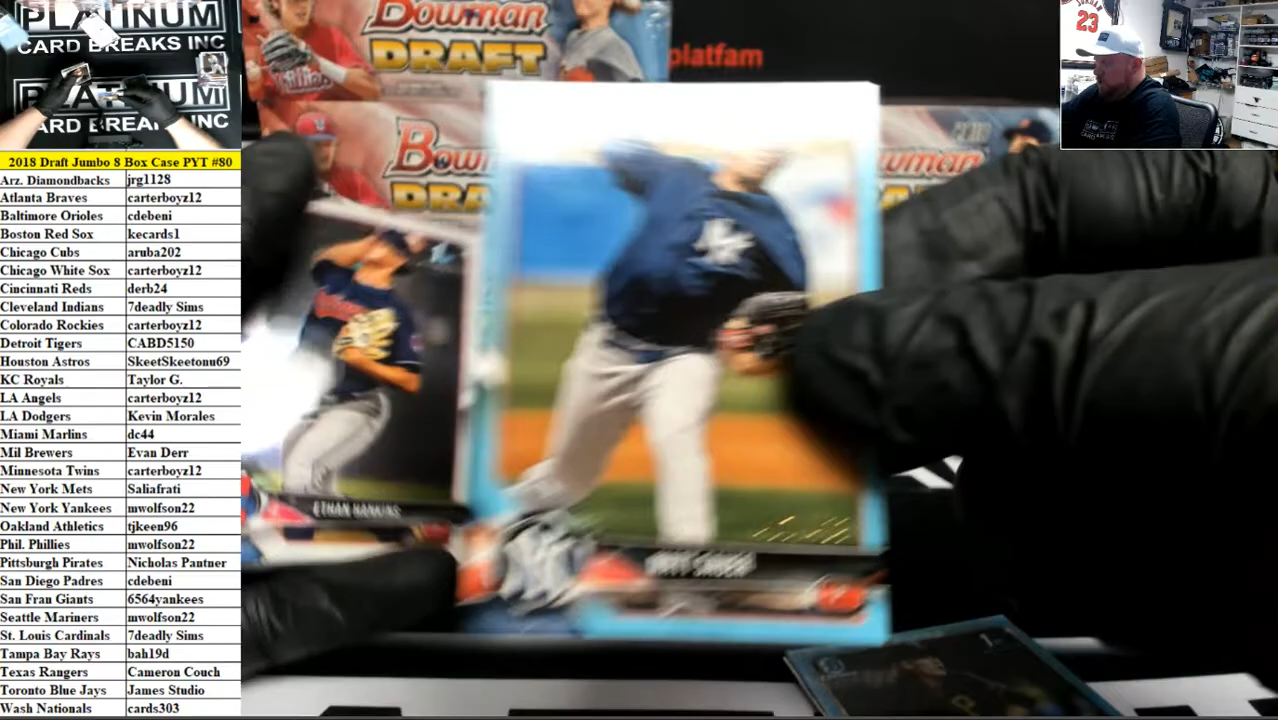 PLATINUM
CARD BREAKS INC
PLATINUM
CARD BREAKS INC
2018 Draft Jumbo 8 Box Case PYT #80
Arz. Diamondbacks jrg1128
Atlanta Braves carterboyz12
Baltimore Orioles cdebeni
Boston Red Sox kecards1
Chicago Cubs aruba202
Chicago White Sox carterboyz12
Cincinnati Reds derb24
Cleveland Indians 7deadly Sims
Colorado Rockies carterboyz12
Detroit Tigers CABD5150
Houston Astros SkeetSkeetonu69
KC Royals Taylor G.
LA Angels carterboyz12
LA Dodgers Kevin Morales
Miami Marlins dc44
Mil Brewers Evan Derr
Minnesota Twins carterboyz12
New York Mets Saliafrati
New York Yankees mwolfson22
Oakland Athletics tjkeen96
Phil. Phillies mwolfson22
Pittsburgh Pirates Nicholas Pantner
San Diego Padres cdebeni
San Fran Giants 6564yankees
Seattle Mariners mwolfson22
St. Louis Cardinals 7deadly Sims
Tampa Bay Rays bah19d
Texas Rangers Cameron Couch
Toronto Blue Jays James Studio
Wash Nationals cards303
Bowman
DRAFT
platfam
Phillies
Bowman
DRAFT
Bowman
ETHAN HANKINS
JORDAN
23
1st